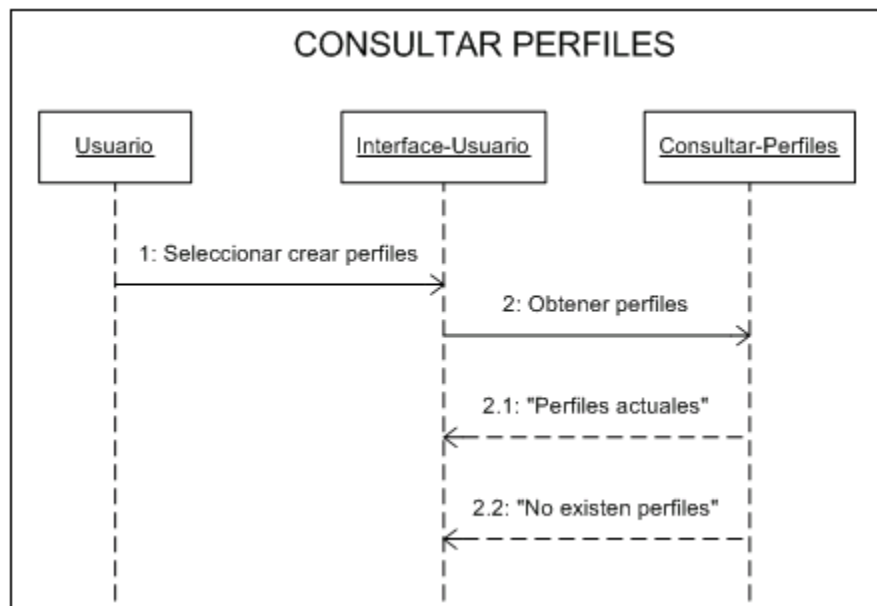 CONSULTAR PERFILES
Usuario
Interface-Usuario
Consultar-Perfiles
1: Seleccionar crear perfiles
2: Obtener perfiles
2.1: "Perfiles actuales"
2.2: "No existen perfiles"